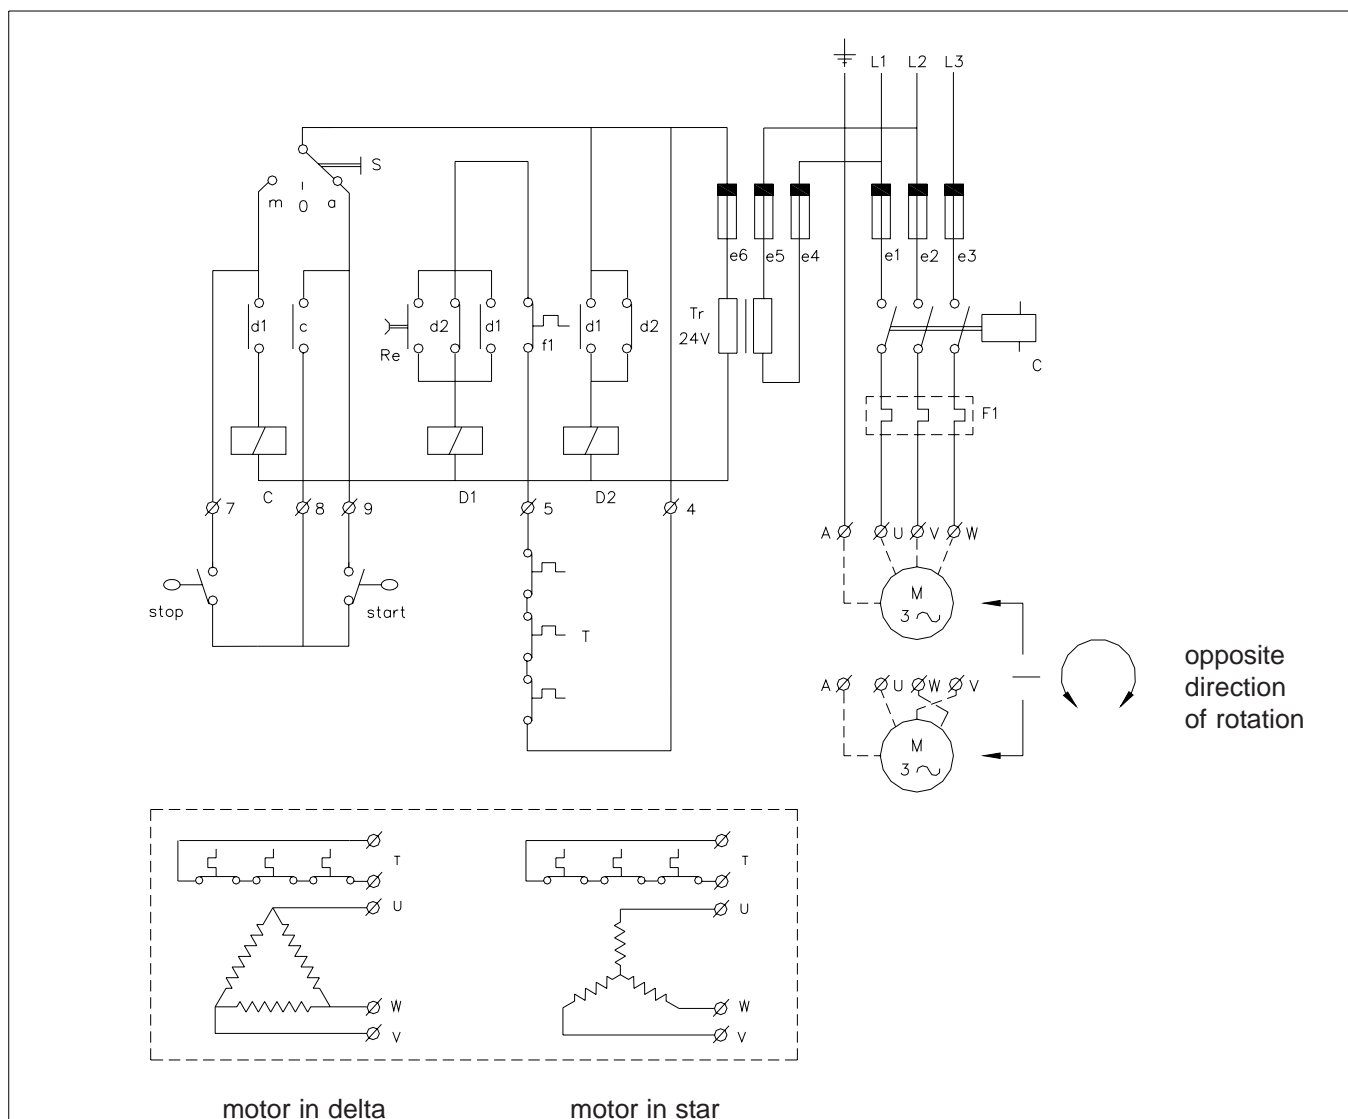 L1 L2 L3
S
m 0 a
e6 e5 e4 e1 e2 e3
d1 c d2 d1 d1 d2
Tr
24V
Re f1
C
F1
C D1 D2
7 8 9 5 4
A U V W
stop start
M
3
T
opposite
direction
of rotation
A U W V
M
3
T T
U U
W W
V V
motor in delta motor in star